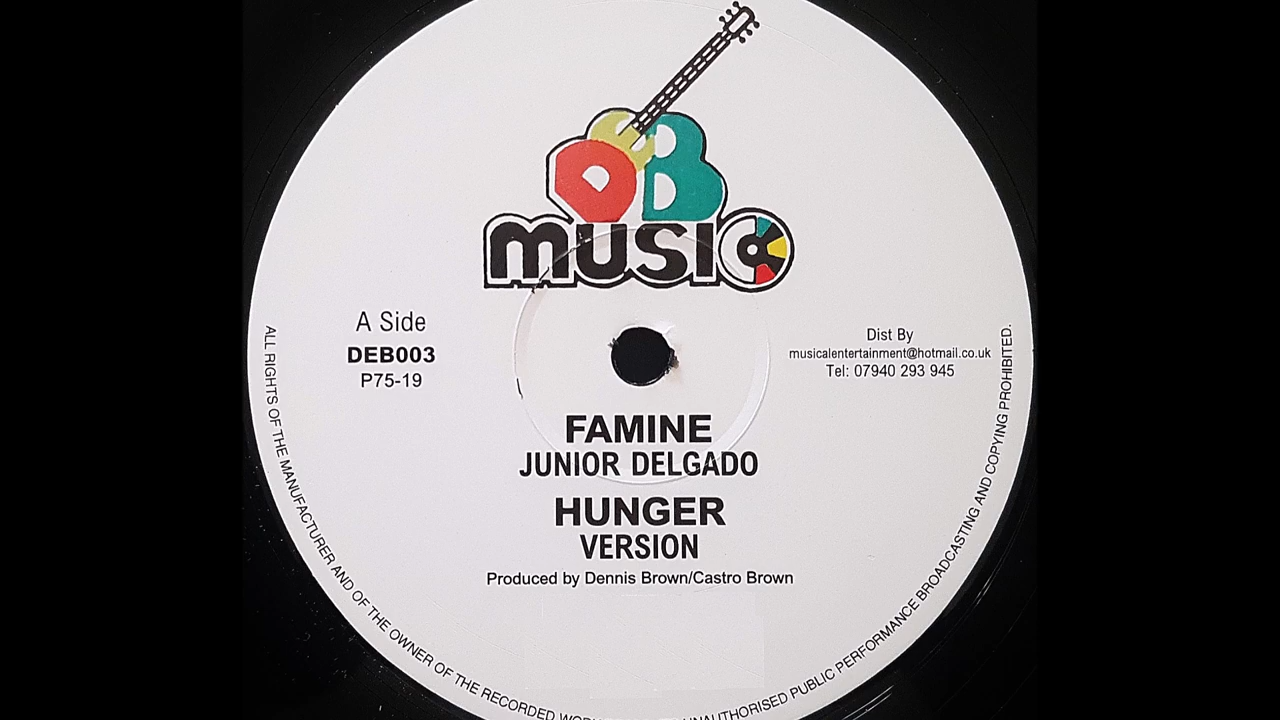 DEB
MUSIC
A Side
DEB003
P75-19
Dist By
musicalentertainment@hotmail.co.uk
Tel: 07940 293 945
FAMINE
JUNIOR DELGADO
HUNGER
VERSION
Produced by Dennis Brown/Castro Brown
ALL RIGHTS OF THE MANUFACTURER AND OF THE OWNER OF THE RECORDED UNAUTHORISED PUBLIC PERFORMANCE BROADCASTING AND COPYING PROHIBITED.